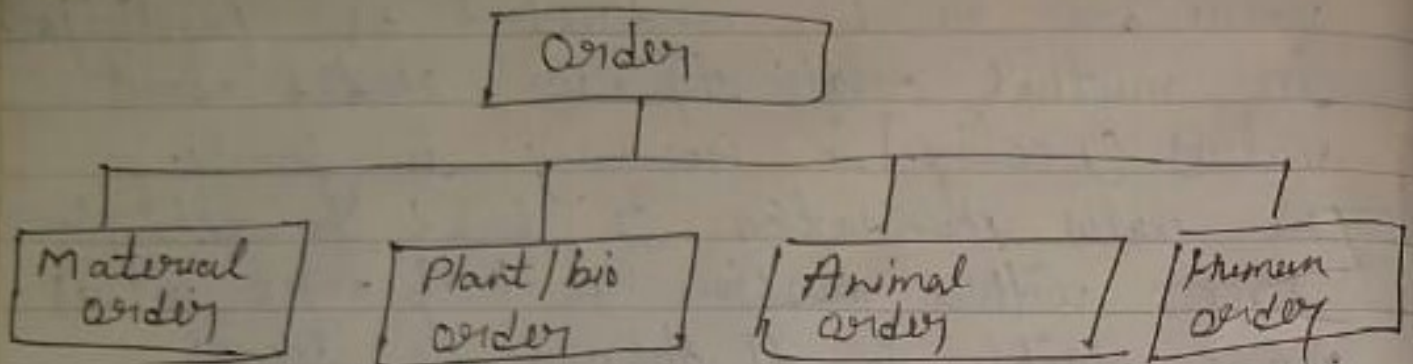 Order
Material
order
Plant/bio
order
Animal
order
Human
order